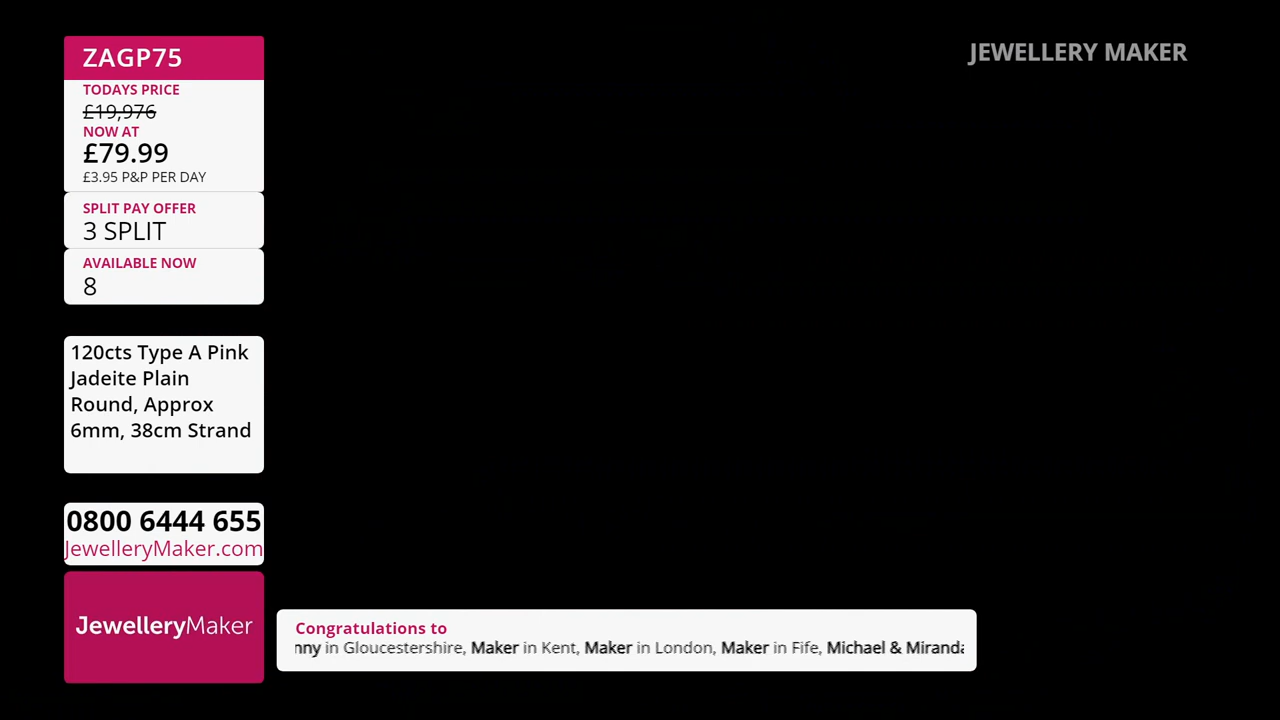 ZAGP75
TODAYS PRICE
£19,976
NOW AT
£79.99
£3.95 P&P PER DAY
SPLIT PAY OFFER
3 SPLIT
AVAILABLE NOW
8
120cts Type A Pink
Jadeite Plain
Round, Approx
6mm, 38cm Strand
0800 6444 655
JewelleryMaker.com
JewelleryMaker
JEWELLERY MAKER
Congratulations to
nny in Gloucestershire, Maker in Kent, Maker in London, Maker in Fife, Michael & Miranda